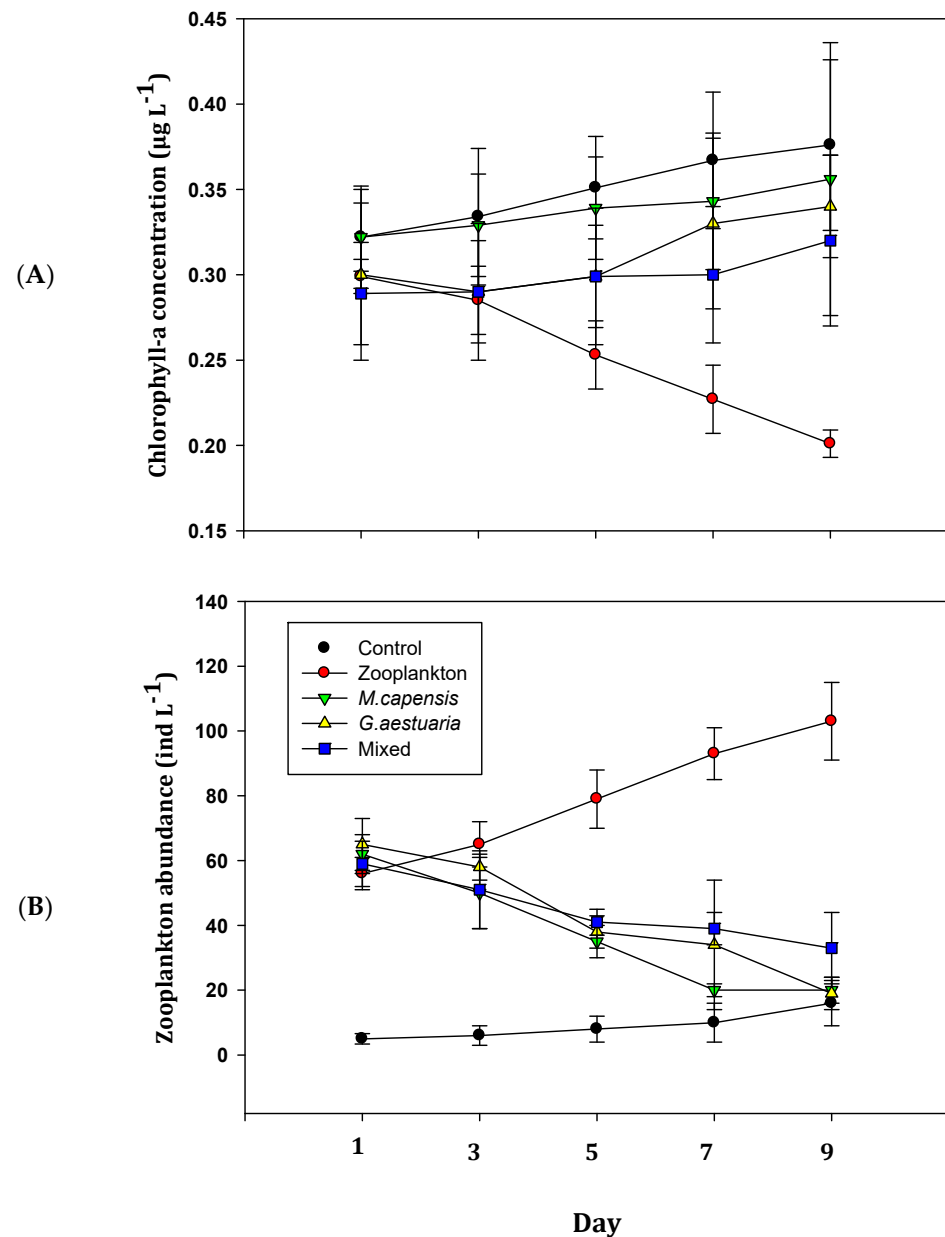 (A)
Chlorophyll-a concentration (µg L⁻¹)
0.45
0.40
0.35
0.30
0.25
0.20
0.15
(B)
Zooplankton abundance (ind L⁻¹)
140
120
100
80
60
40
20
0
Control
Zooplankton
M.capensis
G.aestuaria
Mixed
1 3 5 7 9
Day